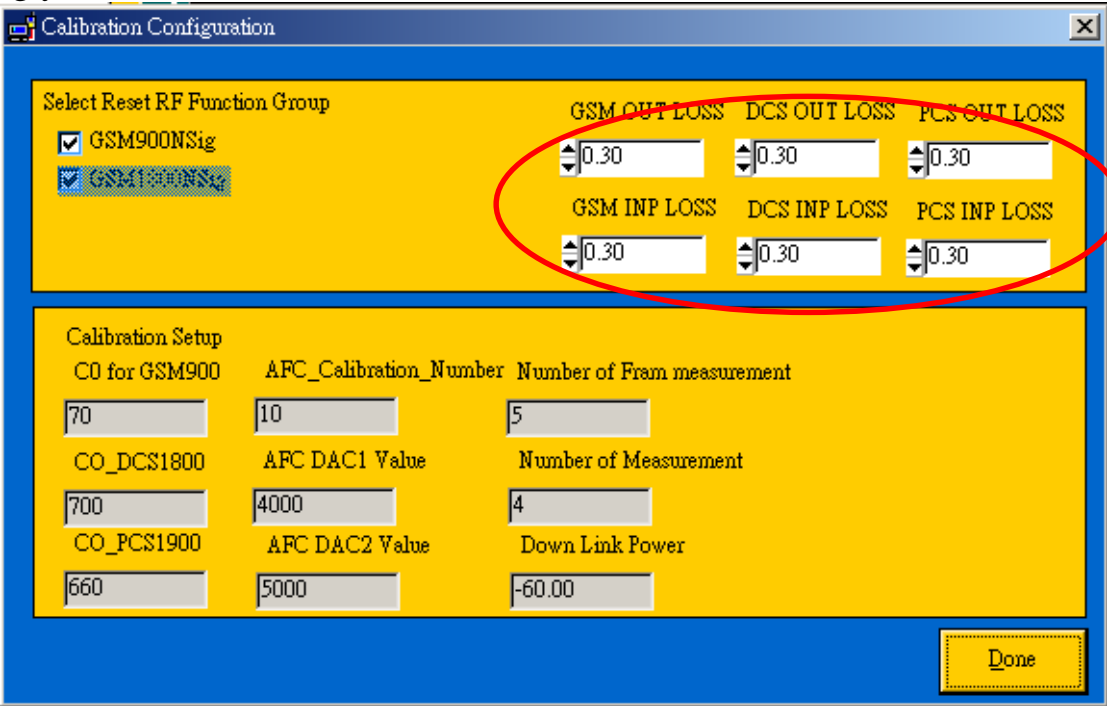 Calibration Configuration
Select Reset RF Function Group
GSM900NSig
GSM1800NSig
GSM OUT LOSS DCS OUT LOSS PCS OUT LOSS
0.30 0.30 0.30
GSM INP LOSS DCS INP LOSS PCS INP LOSS
0.30 0.30 0.30
Calibration Setup
C0 for GSM900 AFC_Calibration_Number Number of Fram measurement
70 10 5
CO_DCS1800 AFC DAC1 Value Number of Measurement
700 4000 4
CO_PCS1900 AFC DAC2 Value Down Link Power
660 5000 -60.00
Done